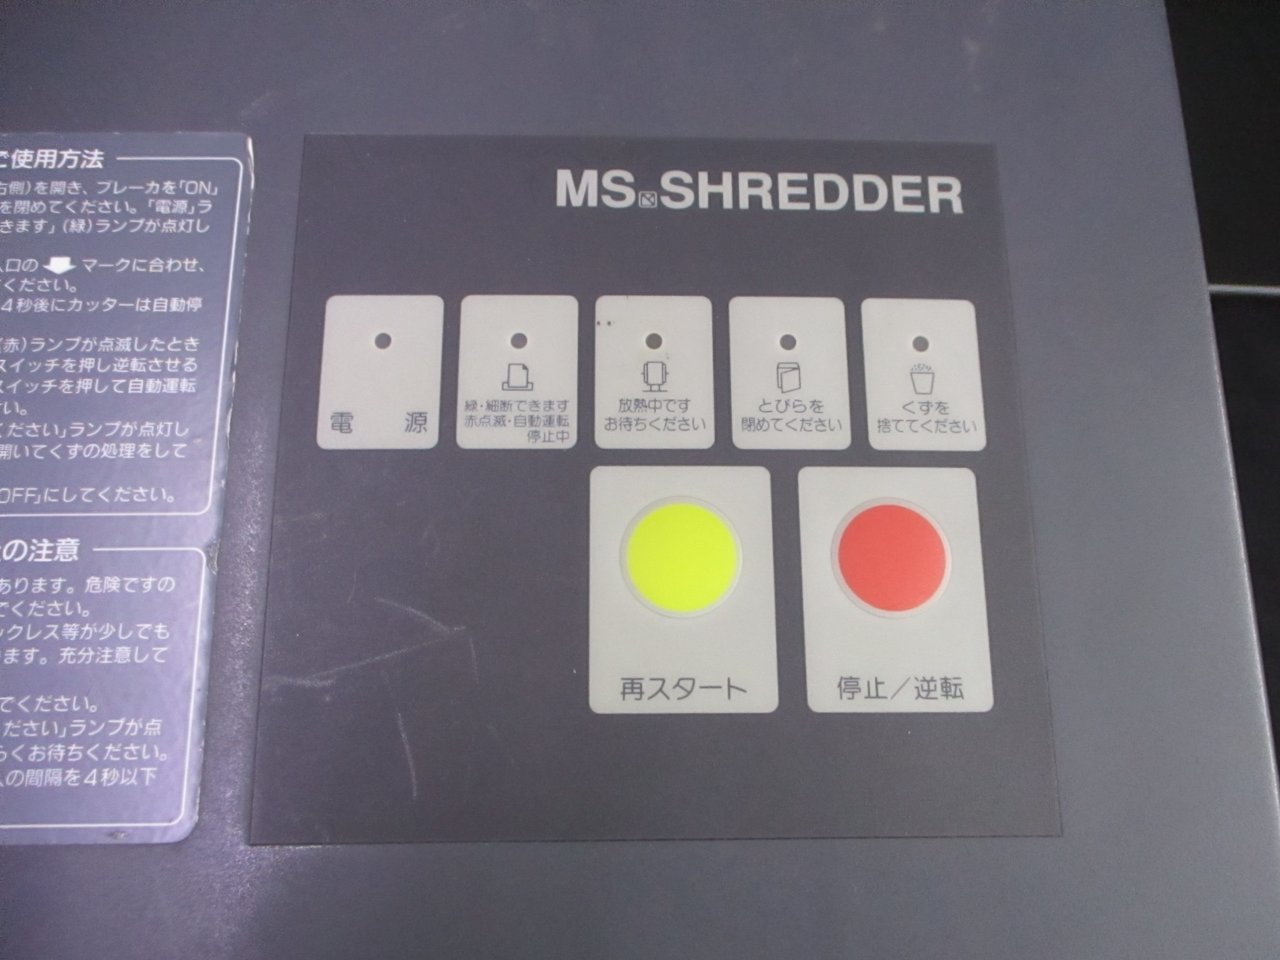 ご使用方法
右側)を開き、ブレーカを「ON」
を閉めてください。「電源」ラ
きます」(緑)ランプが点灯し
入口の マークに合わせ、
てください。
4秒後にカッターは自動停
(赤)ランプが点滅したとき
スイッチを押し逆転させる
スイッチを押して自動運転
さい。
ください」ランプが点灯し
開いてくずの処理をして
OFF」にしてください。
の注意
あります。危険ですの
でください。
ックレス等が少しでも
ます。充分注意して
てください。
ください」ランプが点
らくお待ちください。
の間隔を4秒以下
MS SHREDDER
電源
緑・細断できます
赤点滅・自動運転
停止中
放熱中です
お待ちください
とびらを
閉めてください
くずを
捨ててください
再スタート
停止/逆転